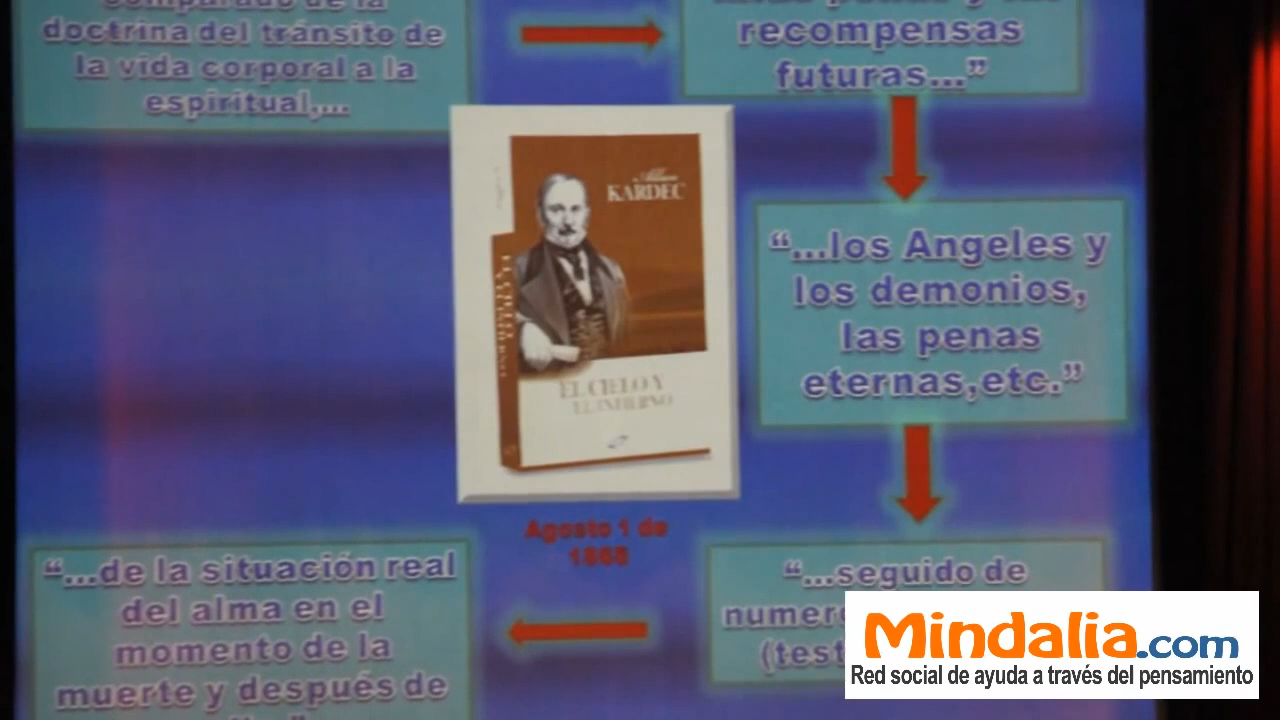 doctrina del tránsito de
la vida corporal a la
espiritual,...
recompensas
futuras...”
“...los Angeles y
los demonios,
las penas
eternas,etc.”
“...seguido de
“...de la situación real
del alma en el
momento de la
muerte y después de
Allan
KARDEC
EL CIELO Y
EL INFIERNO
Agosto 1 de
Mindalia.com
Red social de ayuda a través del pensamiento